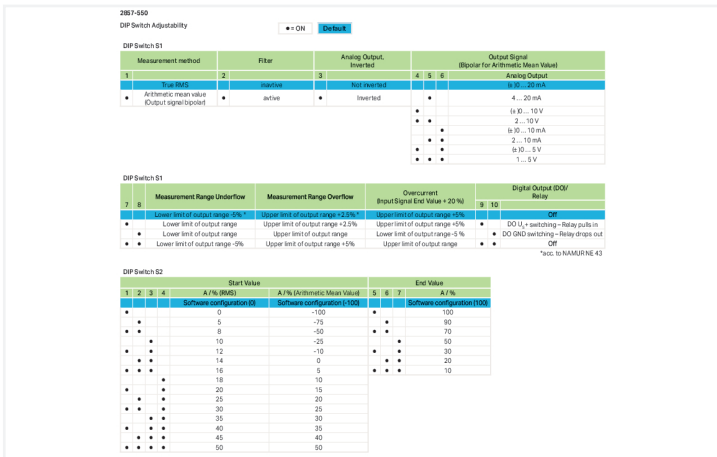 2857-550
DIP Switch Adjustability
● = ON Default
DIP Switch S1
Measurement method Filter Analog Output, Inverted Output Signal (Bipolar for Arithmetic Mean Value)
1 2 3 4 5 6 Analog Output
True RMS inavtive Not inverted (±)0 ... 20 mA
● Arithmetic mean value (Output signal bipolar) ● avtive ● Inverted ● 4 ... 20 mA
● (±)0 ... 10 V
● ● 2 ... 10 V
● (±)0 ... 10 mA
● ● 2 ... 10 mA
● ● (±)0 ... 5 V
● ● ● 1 ... 5 V
DIP Switch S1
7 8 Measurement Range Underflow Measurement Range Overflow Overcurrent (Input Signal End Value + 20 %) 9 10 Digital Output (DO)/ Relay
Lower limit of output range -5% * Upper limit of output range +2.5% * Upper limit of output range +5% Off
● Lower limit of output range Upper limit of output range +2.5% Upper limit of output range +5% ● DO U_s+ switching – Relay pulls in
● Lower limit of output range Upper limit of output range Lower limit of output range -5 % ● DO GND switching – Relay drops out
● ● Lower limit of output range -5% Upper limit of output range +5% Upper limit of output range +5% ● ● Off
*acc. to NAMUR NE 43
DIP Switch S2
Start Value End Value
1 2 3 4 A / % (RMS) A / % (Arithmetic Mean Value) 5 6 7 A / %
Software configuration (0) Software configuration (-100) Software configuration (100)
● 0 -100 ● 100
● 5 -75 ● 90
● ● 8 -50 ● ● 70
● 10 -25 ● 50
● ● 12 -10 ● ● 30
● ● 14 0 ● ● 20
● ● ● 16 5 ● ● ● 10
● 18 10
● ● 20 15
● ● 25 20
● ● ● 30 25
● ● 35 30
● ● ● 40 35
● ● ● 45 40
● ● ● ● 50 50